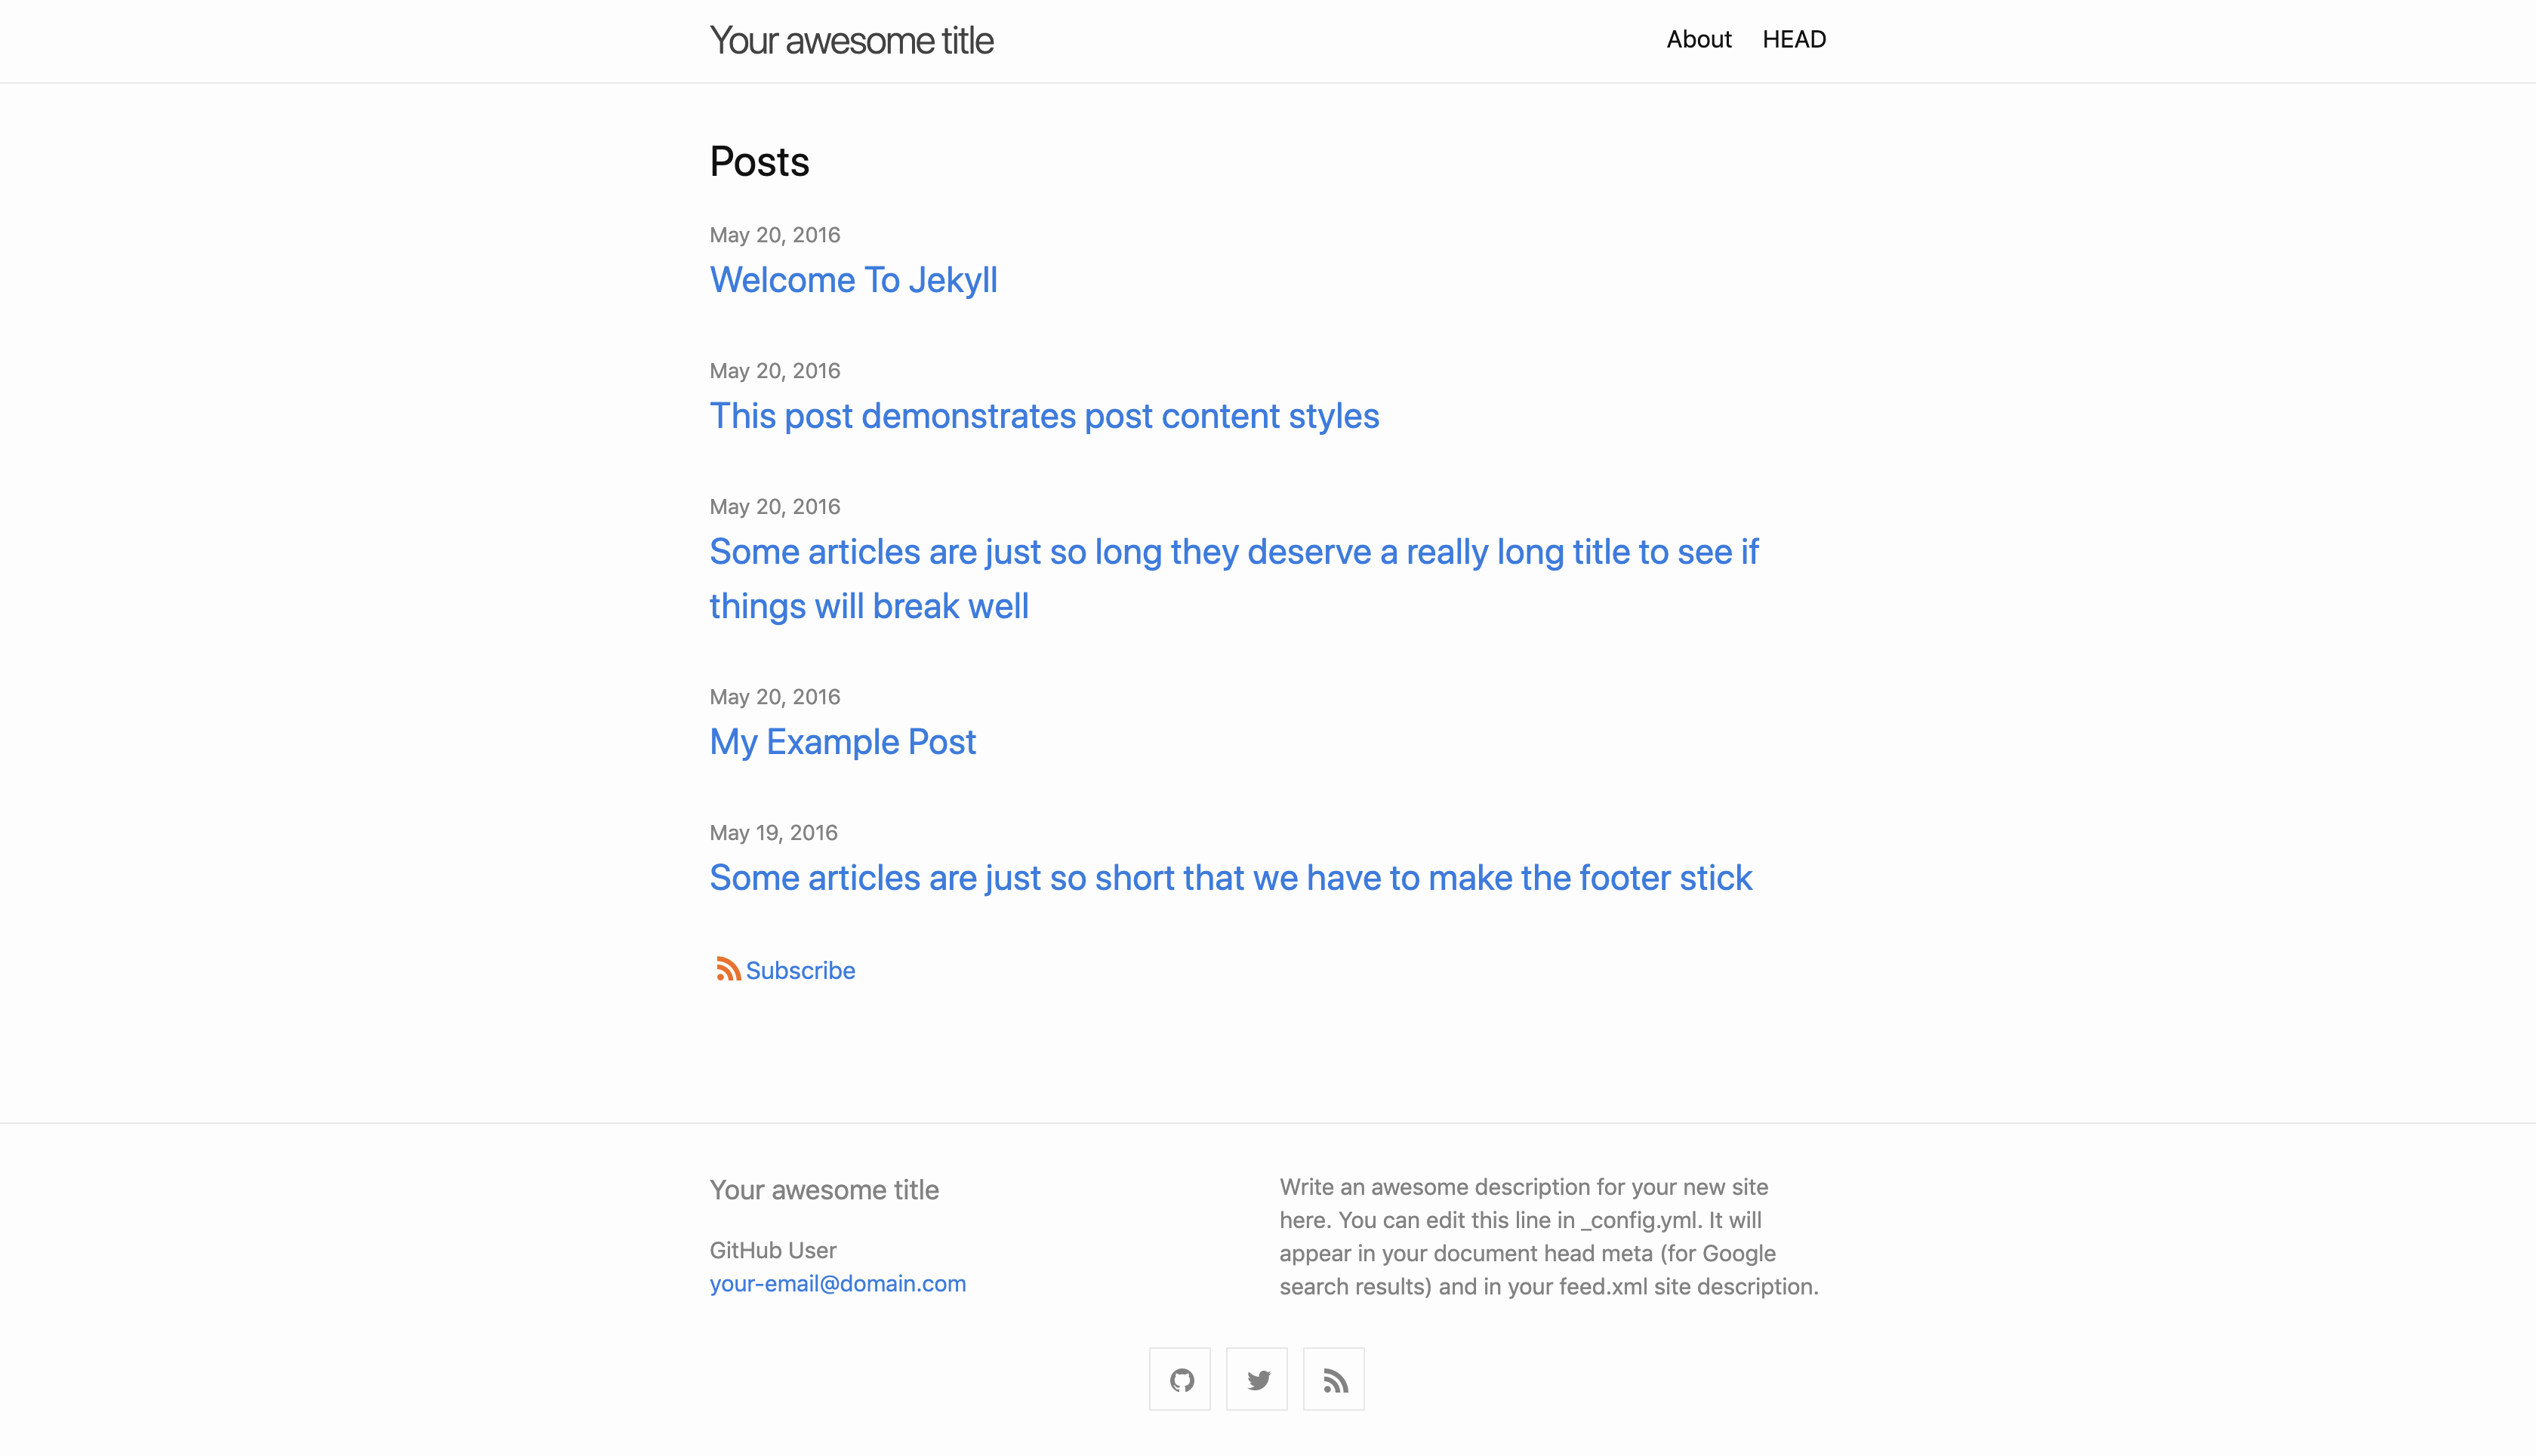 Your awesome title
About HEAD
Posts
May 20, 2016
Welcome To Jekyll
May 20, 2016
This post demonstrates post content styles
May 20, 2016
Some articles are just so long they deserve a really long title to see if
things will break well
May 20, 2016
My Example Post
May 19, 2016
Some articles are just so short that we have to make the footer stick
Subscribe
Your awesome title
GitHub User
your-email@domain.com
Write an awesome description for your new site
here. You can edit this line in _config.yml. It will
appear in your document head meta (for Google
search results) and in your feed.xml site description.